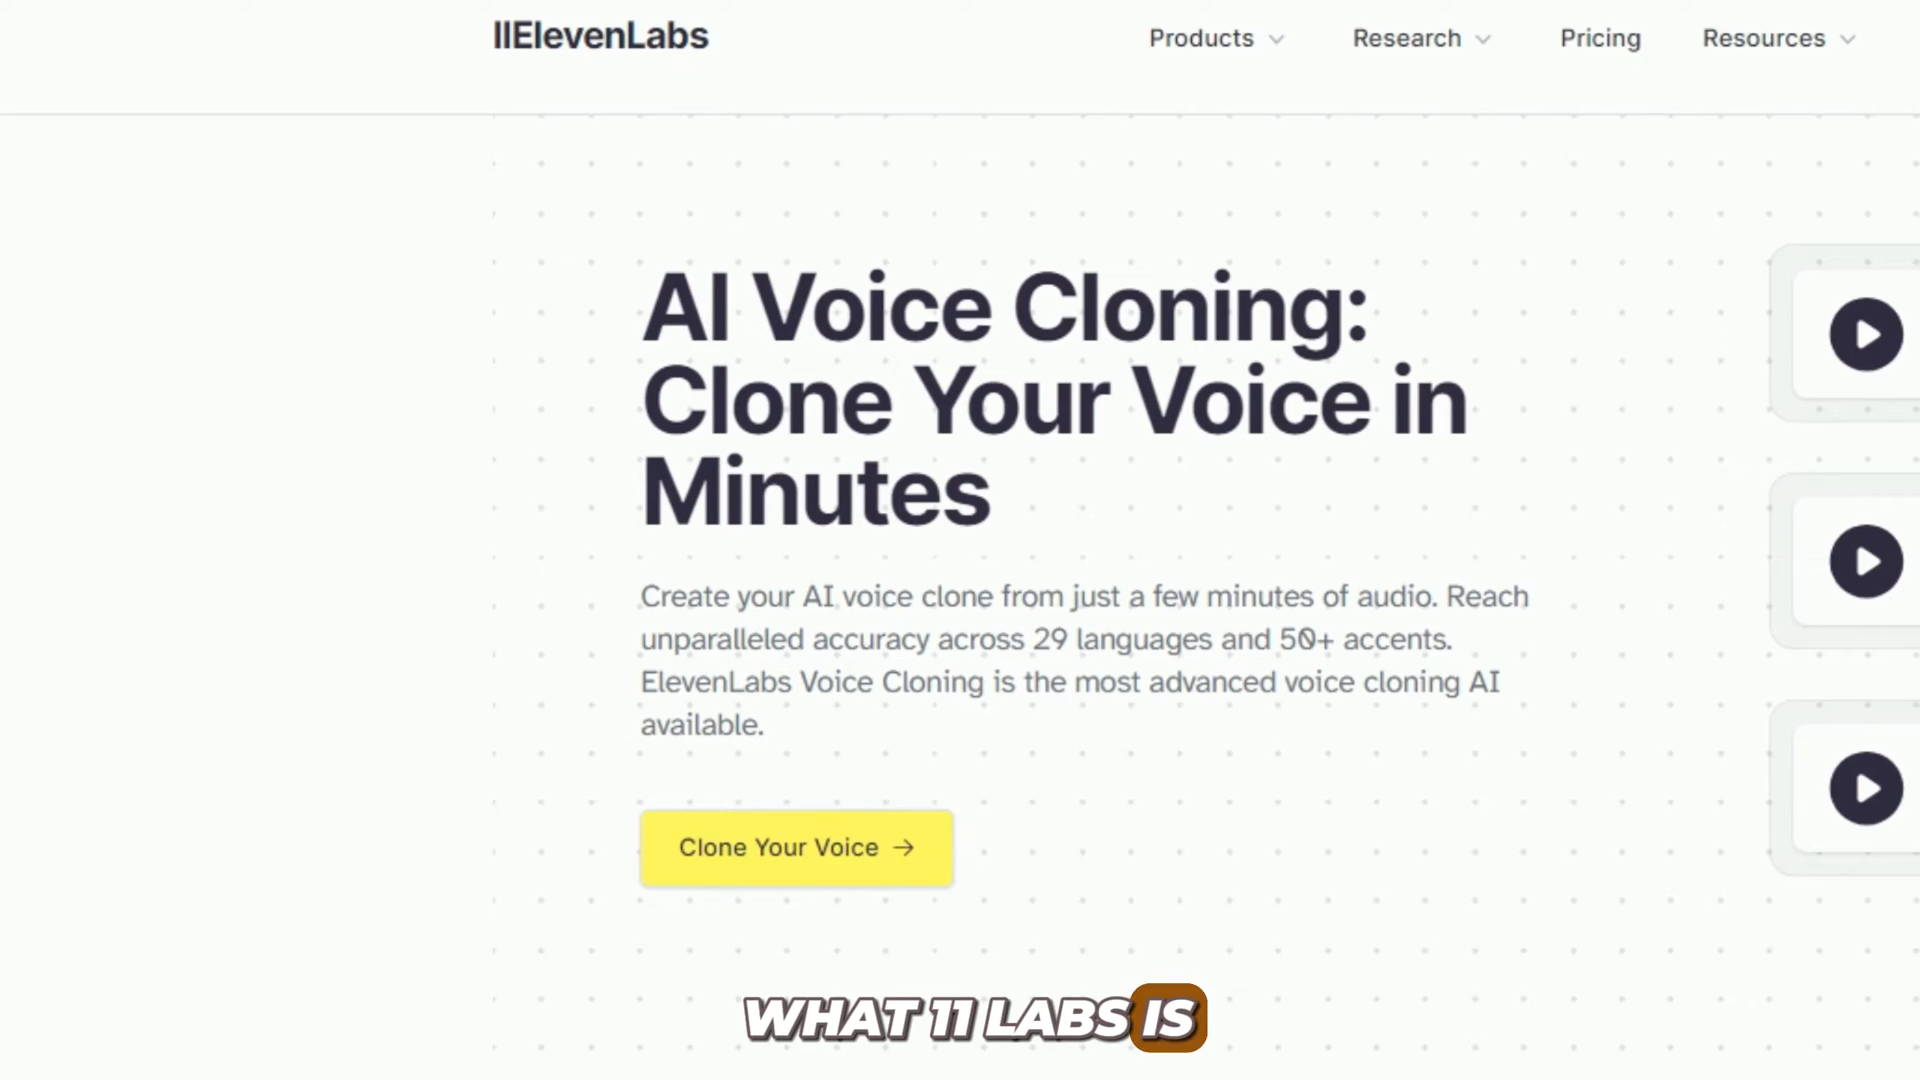 IIElevenLabs
Products
Research
Pricing
Resources
AI Voice Cloning:
Clone Your Voice in
Minutes
Create your AI voice clone from just a few minutes of audio. Reach
unparalleled accuracy across 29 languages and 50+ accents.
ElevenLabs Voice Cloning is the most advanced voice cloning AI
available.
Clone Your Voice →
WHAT 11 LABS IS